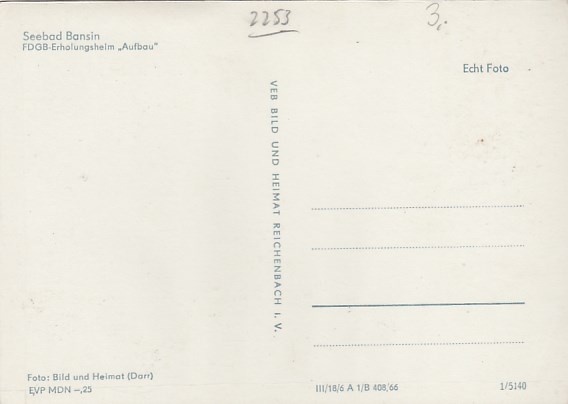 2253
3,-
Seebad Bansin
FDGB-Erholungsheim „Aufbau"
Echt Foto
VEB BILD UND HEIMAT REICHENBACH I. V.
Foto: Bild und Heimat (Darr)
EVP MDN —,25
III/18/6 A 1/B 408/66
1/5140